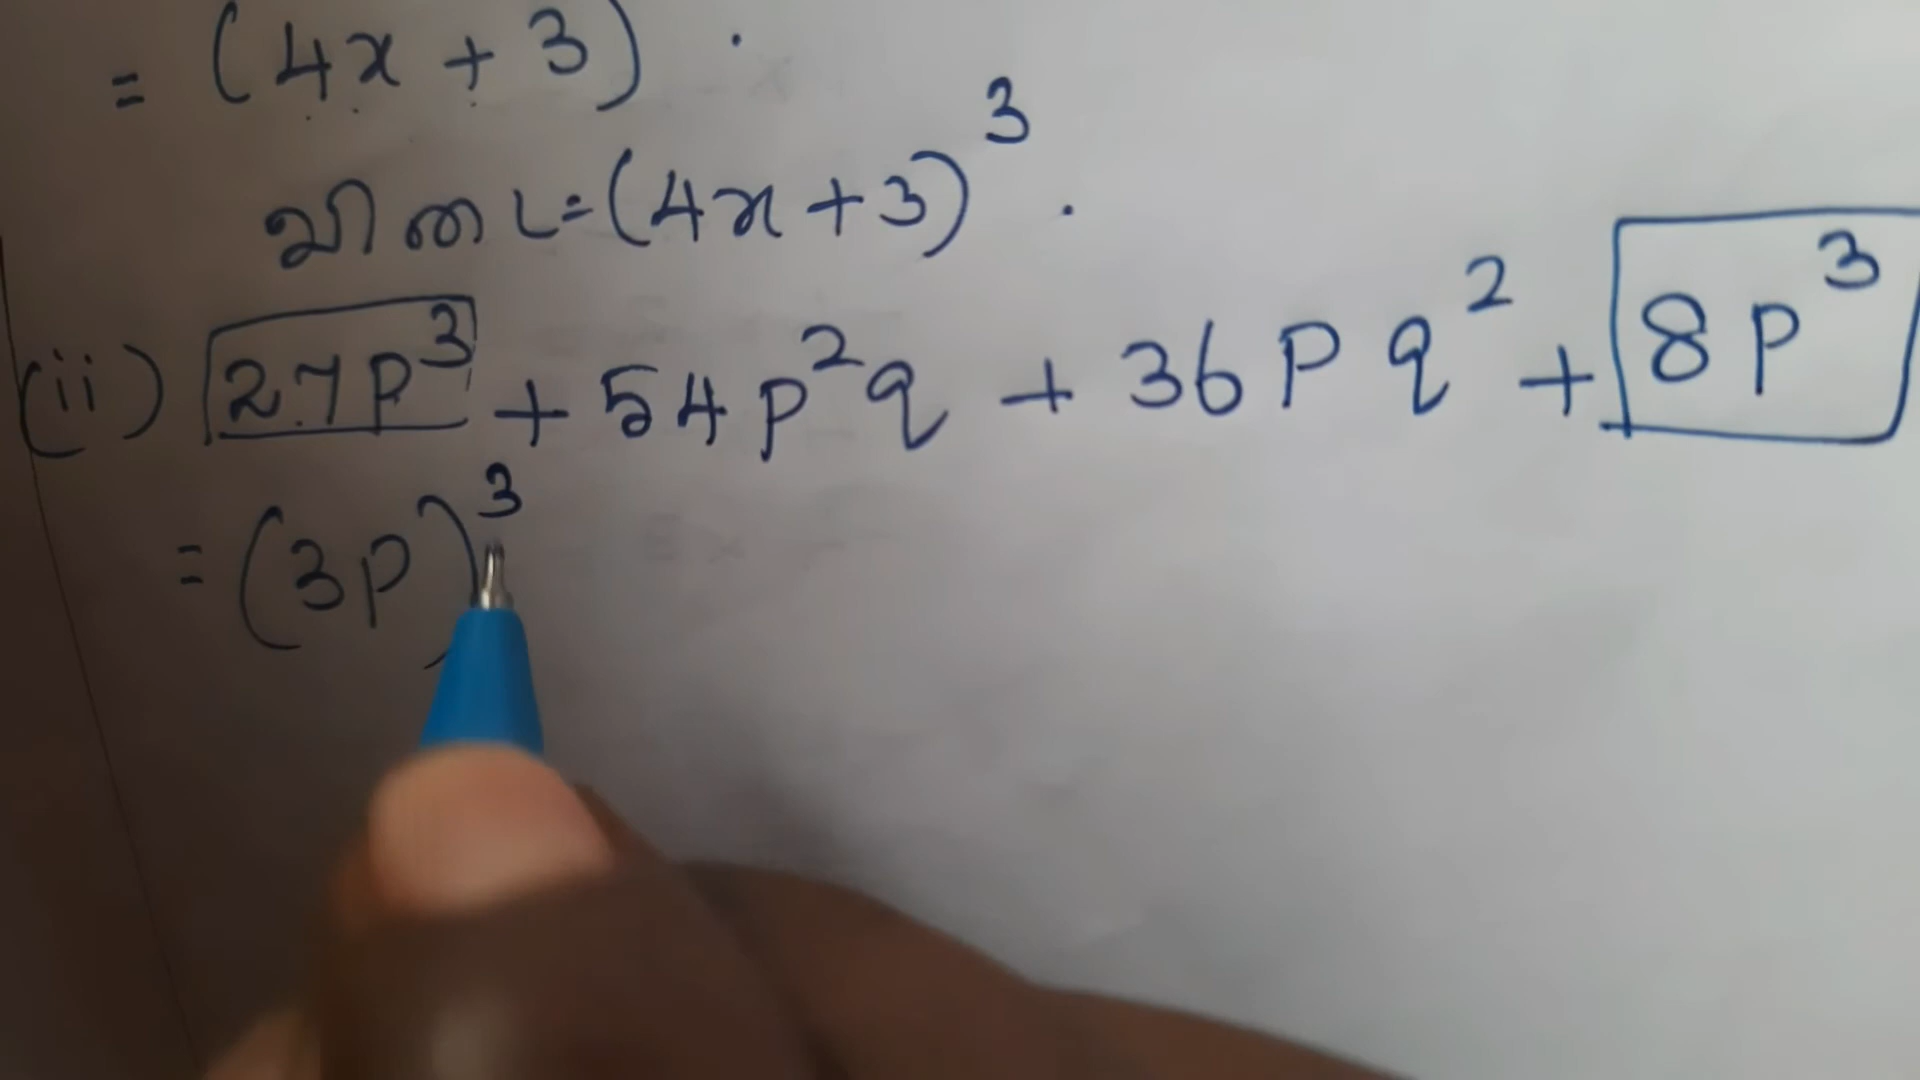 = (4x + 3) .
விடை = (4x + 3)³ .
(ii) 27p³ + 54p²q + 36pq² + 8p³
= (3p)³